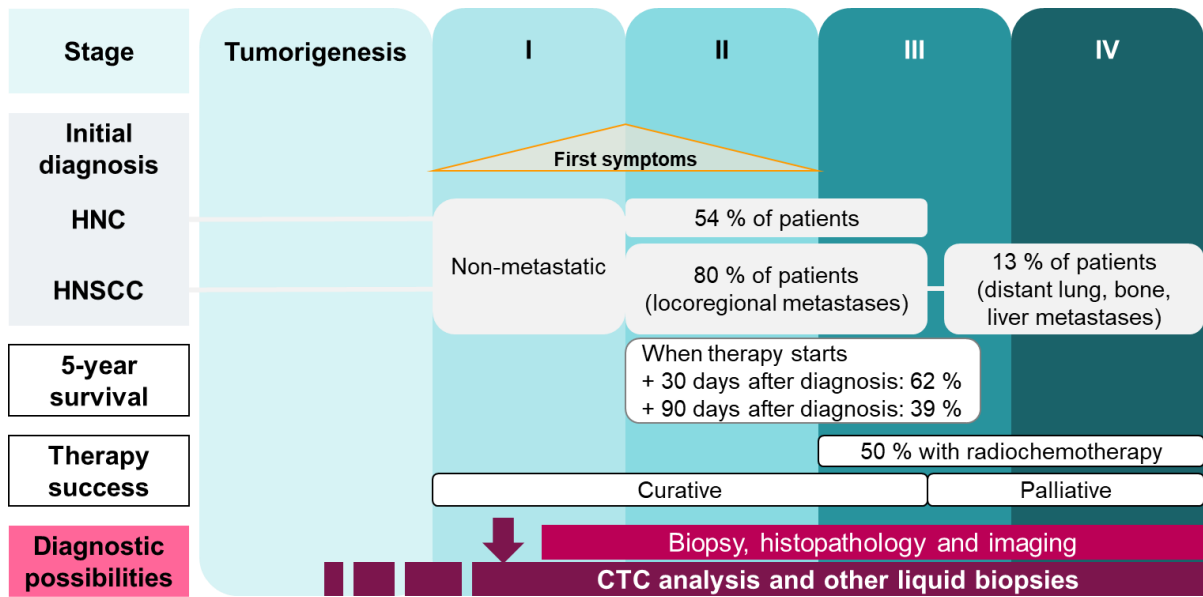 Stage
Tumorigenesis
I
II
III
IV
Initial
diagnosis
First symptoms
HNC
54 % of patients
Non-metastatic
HNSCC
80 % of patients
(locoregional metastases)
13 % of patients
(distant lung, bone,
liver metastases)
5-year
survival
When therapy starts
+ 30 days after diagnosis: 62 %
+ 90 days after diagnosis: 39 %
Therapy
success
50 % with radiochemotherapy
Curative
Palliative
Diagnostic
possibilities
Biopsy, histopathology and imaging
CTC analysis and other liquid biopsies